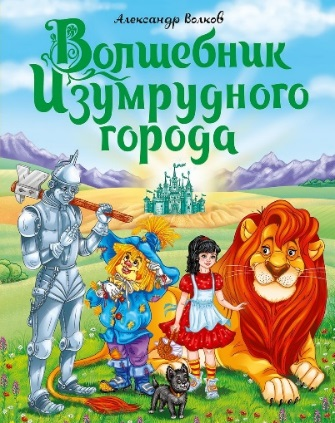 Александр Волков
Волшебник
Изумрудного
города